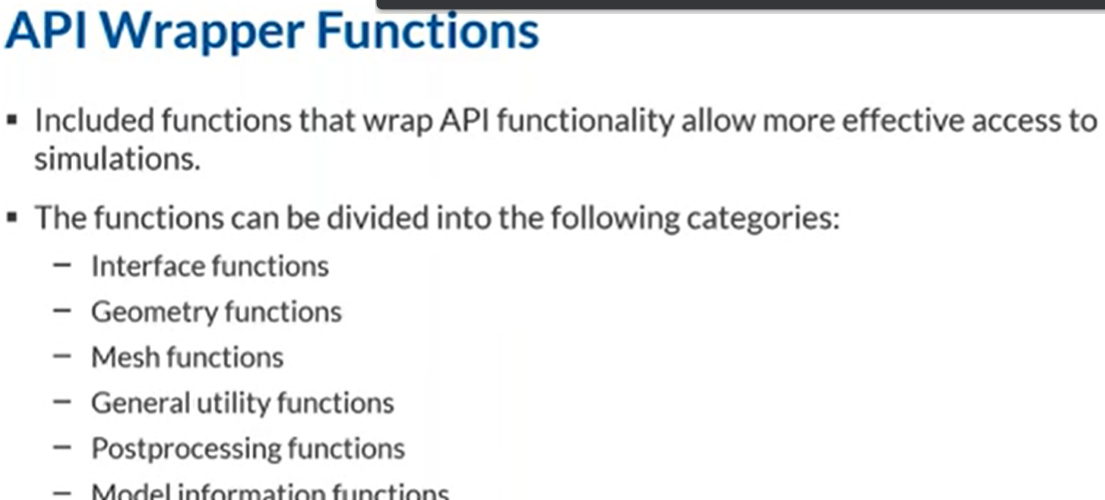 API Wrapper Functions
▪ Included functions that wrap API functionality allow more effective access to
simulations.
▪ The functions can be divided into the following categories:
– Interface functions
– Geometry functions
– Mesh functions
– General utility functions
– Postprocessing functions
– Model information functions